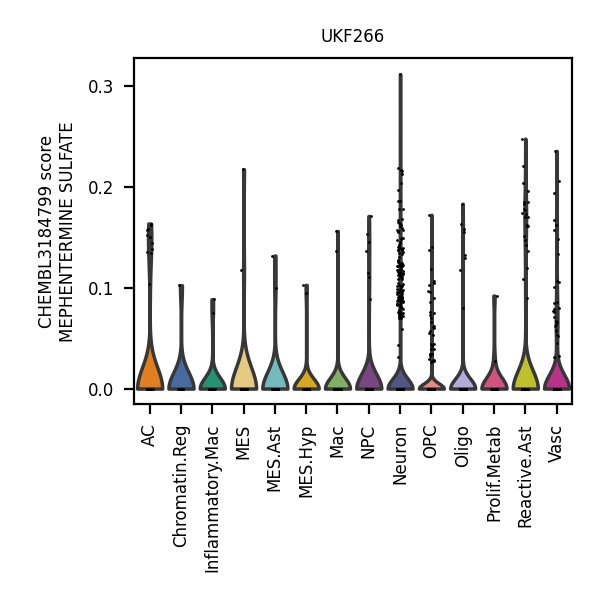 UKF266
CHEMBL3184799 score
MEPHENTERMINE SULFATE
0.3
0.2
0.1
0.0
AC
Chromatin.Reg
Inflammatory.Mac
MES
MES.Ast
MES.Hyp
Mac
NPC
Neuron
OPC
Oligo
Prolif.Metab
Reactive.Ast
Vasc